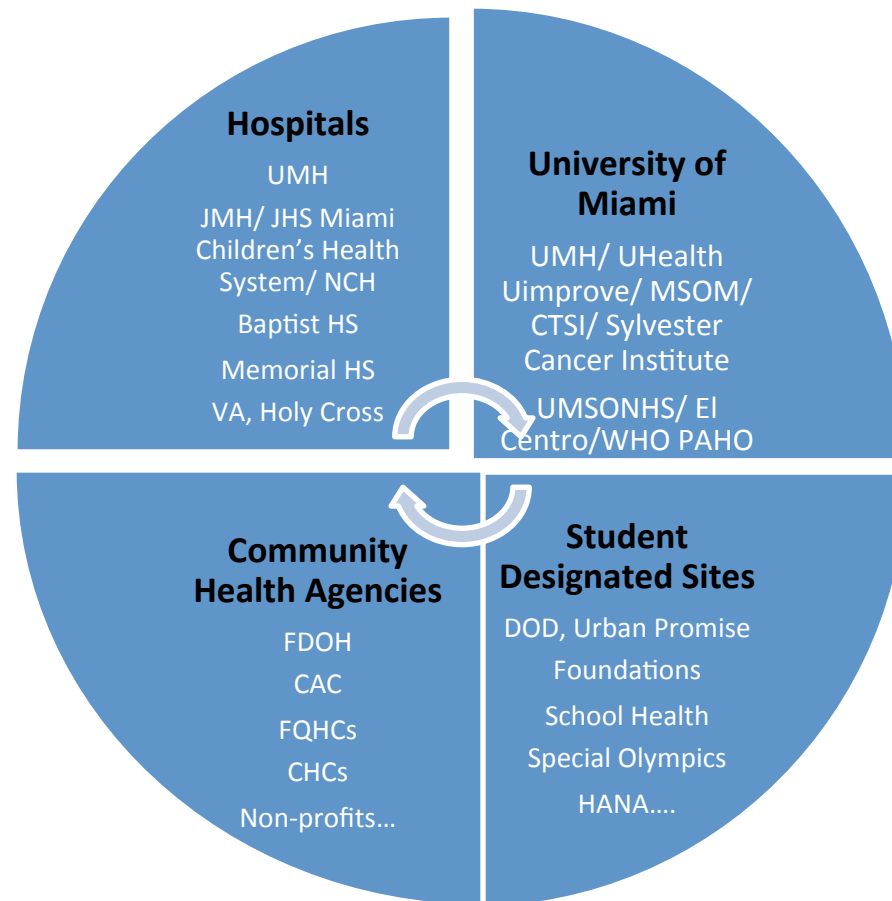 Hospitals
UMH
JMH/ JHS Miami
Children’s Health
System/ NCH
Baptist HS
Memorial HS
VA, Holy Cross
University of
Miami
UMH/ UHealth
Uimprove/ MSOM/
CTSI/ Sylvester
Cancer Institute
UMSONHS/ El
Centro/WHO PAHO
Community
Health Agencies
FDOH
CAC
FQHCs
CHCs
Non-profits…
Student
Designated Sites
DOD, Urban Promise
Foundations
School Health
Special Olympics
HANA….